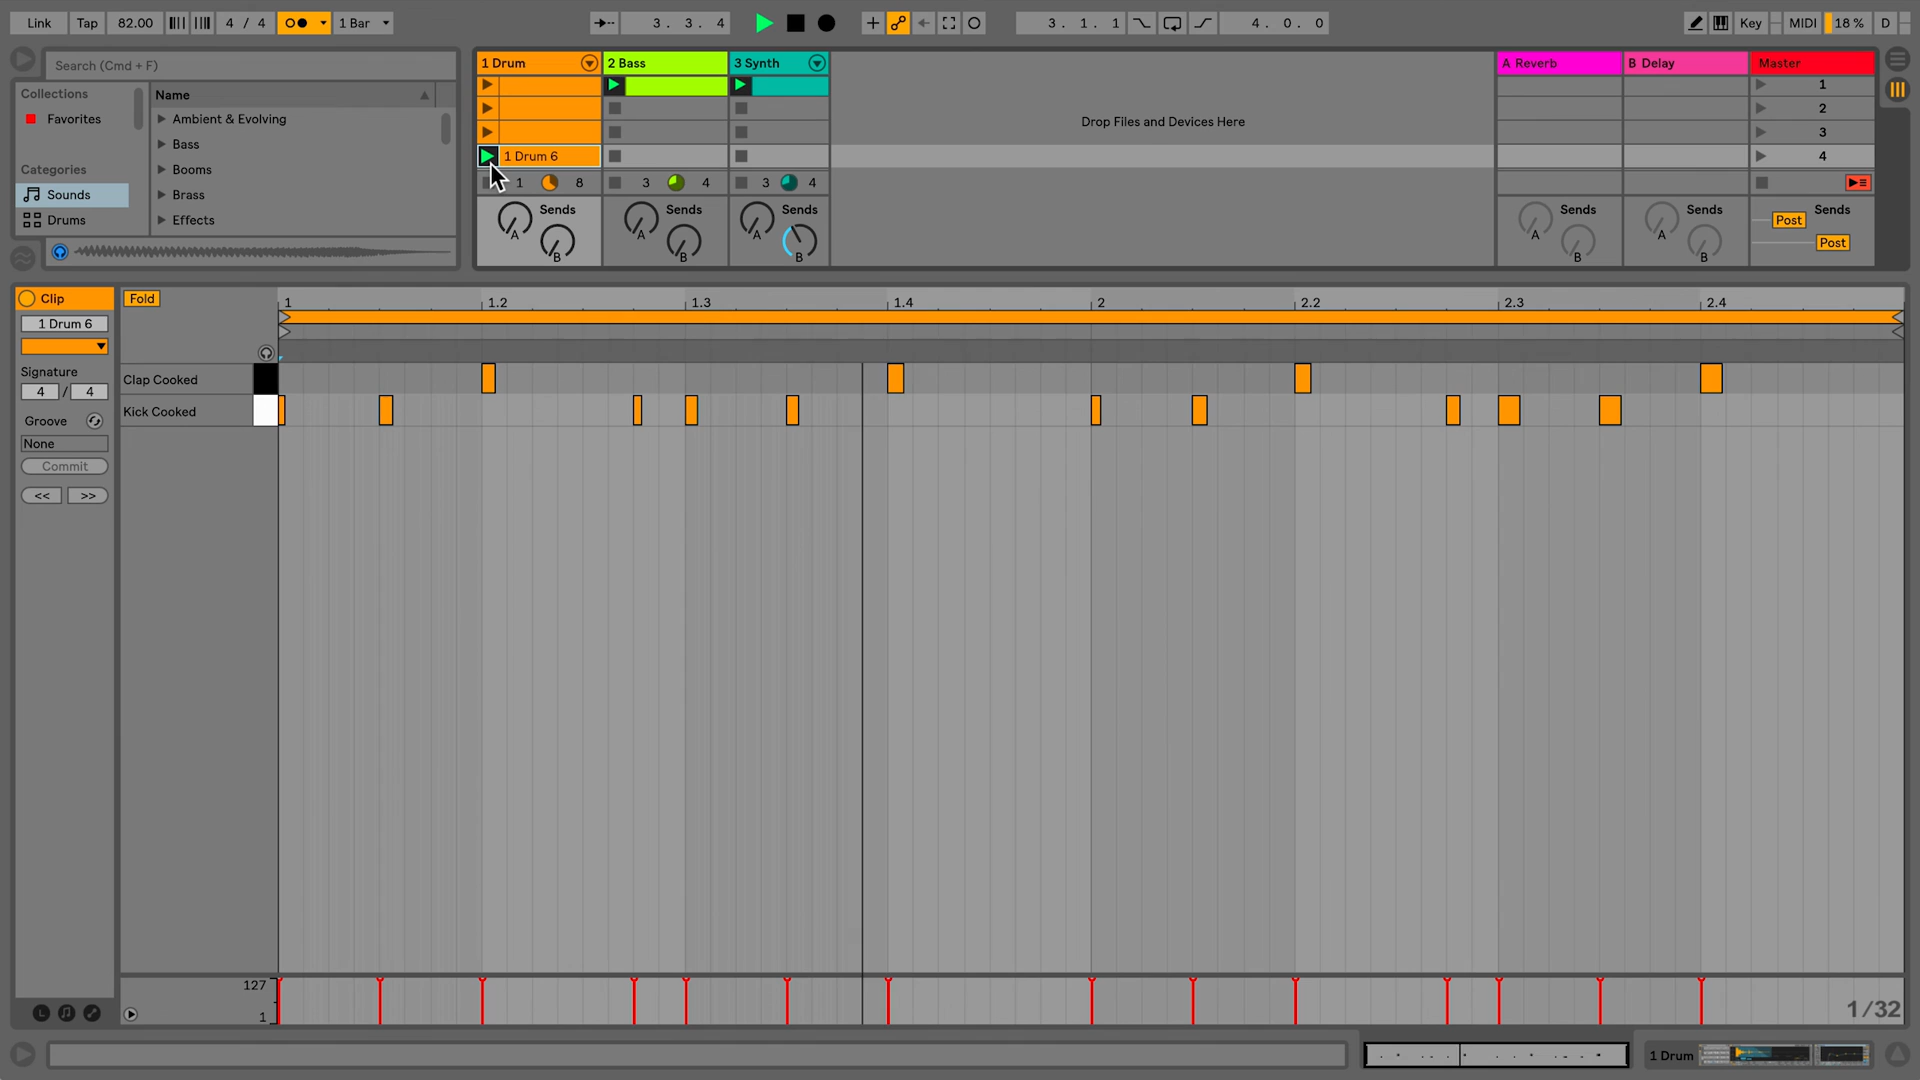 Link Tap 82.00 4 / 4 1 Bar 3. 3. 4 3. 1. 1 4. 0. 0 Key MIDI 18 % D
Search (Cmd + F)
Collections
Favorites
Categories
Sounds
Drums
Name
Ambient & Evolving
Bass
Booms
Brass
Effects
1 Drum 2 Bass 3 Synth
1 Drum 6
1 8 3 4 3 4
Sends Sends Sends
A A A
B B B
Drop Files and Devices Here
A Reverb B Delay Master
1
2
3
4
Sends Sends Sends
A A Post
B B Post
Clip
1 Drum 6
Signature
4 / 4
Groove
None
Commit
<< >>
Fold
1 1.2 1.3 1.4 2 2.2 2.3 2.4
Clap Cooked
Kick Cooked
127
1
1/32
1 Drum